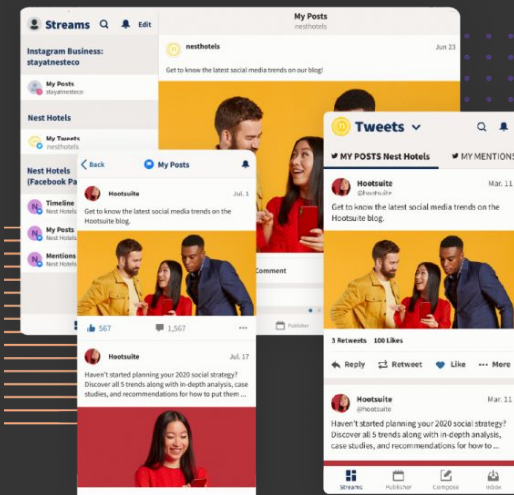 Streams
Edit
Instagram Business:
stayatnesteco
My Posts
stayatnesteco
Nest Hotels
My Tweets
nesthotels
Nest Hotels
(Facebook Pa
Timeline
Nest Hotels
My Posts
Nest Hotels
Mentions
Nest Hotels
My Posts
nesthotels
nesthotels
Jun 23
Get to know the latest social media trends on our blog!
Comment
Publisher
Back
My Posts
Hootsuite
Jul. 1
Get to know the latest social media trends on the
Hootsuite blog.
567
1,567
Hootsuite
Jul. 17
Haven't started planning your 2020 social strategy?
Discover all 5 trends along with in-depth analysis, case
studies, and recommendations for how to put them ...
Tweets
MY POSTS Nest Hotels
MY MENTIONS
Hootsuite
@hootsuite
Mar. 11
Get to know the latest social media trends on the
Hootsuite blog.
3 Retweets 100 Likes
Reply
Retweet
Like
More
Hootsuite
@hootsuite
Mar. 11
Haven't started planning your 2020 social strategy?
Discover all 5 trends along with in-depth analysis,
case studies, and recommendations for how to ...
Streams
Publisher
Compose
Inbox